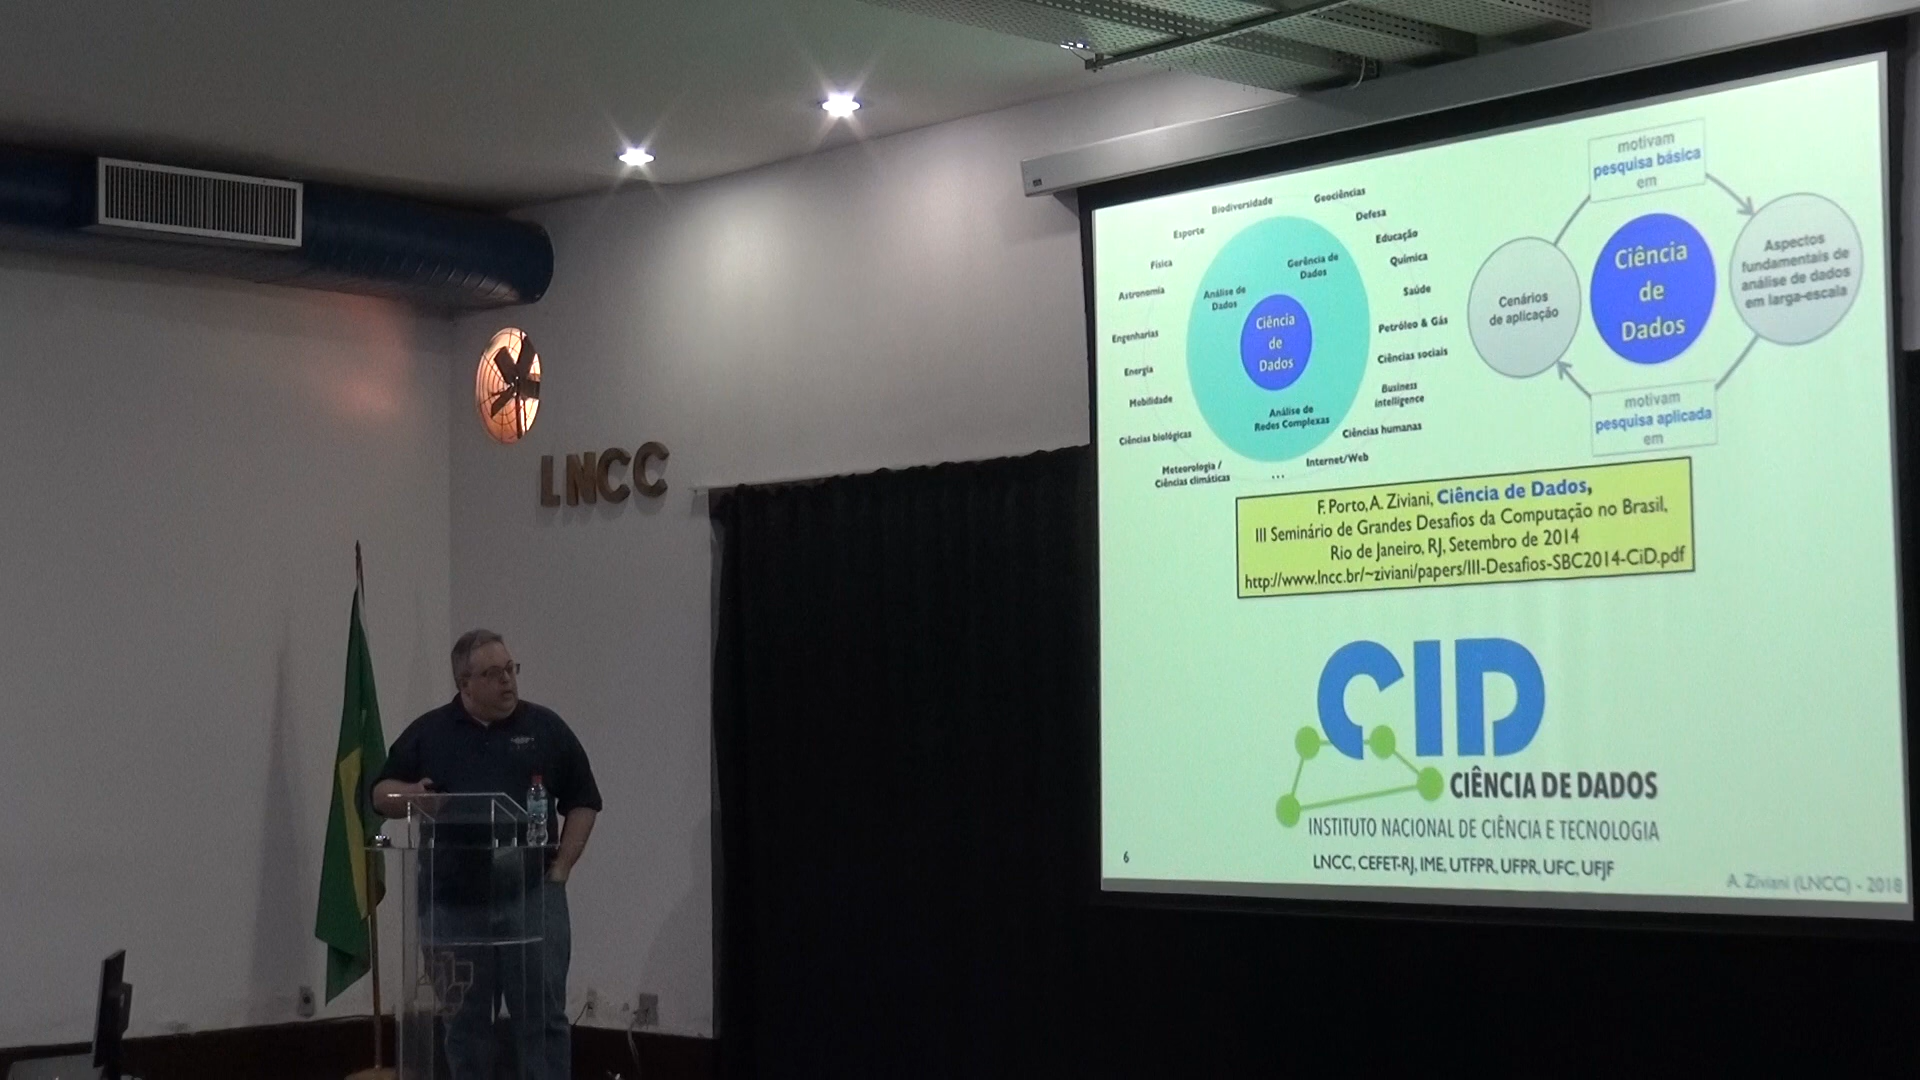 LNCC
Biodiversidade
Geociências
Defesa
Esporte
Educação
Física
Química
Astronomia
Saúde
Engenharias
Petróleo & Gás
Energia
Ciências sociais
Mobilidade
Business
intelligence
Ciências biológicas
Ciências humanas
Meteorologia /
Ciências climáticas
Internet/Web
...
Gerência de
Dados
Análise de
Dados
Ciência
de
Dados
Análise de
Redes Complexas
motivam
pesquisa básica
em
Cenários
de aplicação
Ciência
de
Dados
Aspectos
fundamentais de
análise de dados
em larga-escala
motivam
pesquisa aplicada
em
F. Porto, A. Ziviani, Ciência de Dados,
III Seminário de Grandes Desafios da Computação no Brasil,
Rio de Janeiro, RJ, Setembro de 2014
http://www.lncc.br/~ziviani/papers/III-Desafios-SBC2014-CiD.pdf
CID
CIÊNCIA DE DADOS
INSTITUTO NACIONAL DE CIÊNCIA E TECNOLOGIA
LNCC, CEFET-RJ, IME, UTFPR, UFPR, UFC, UFJF
6
A. Ziviani (LNCC) - 2018